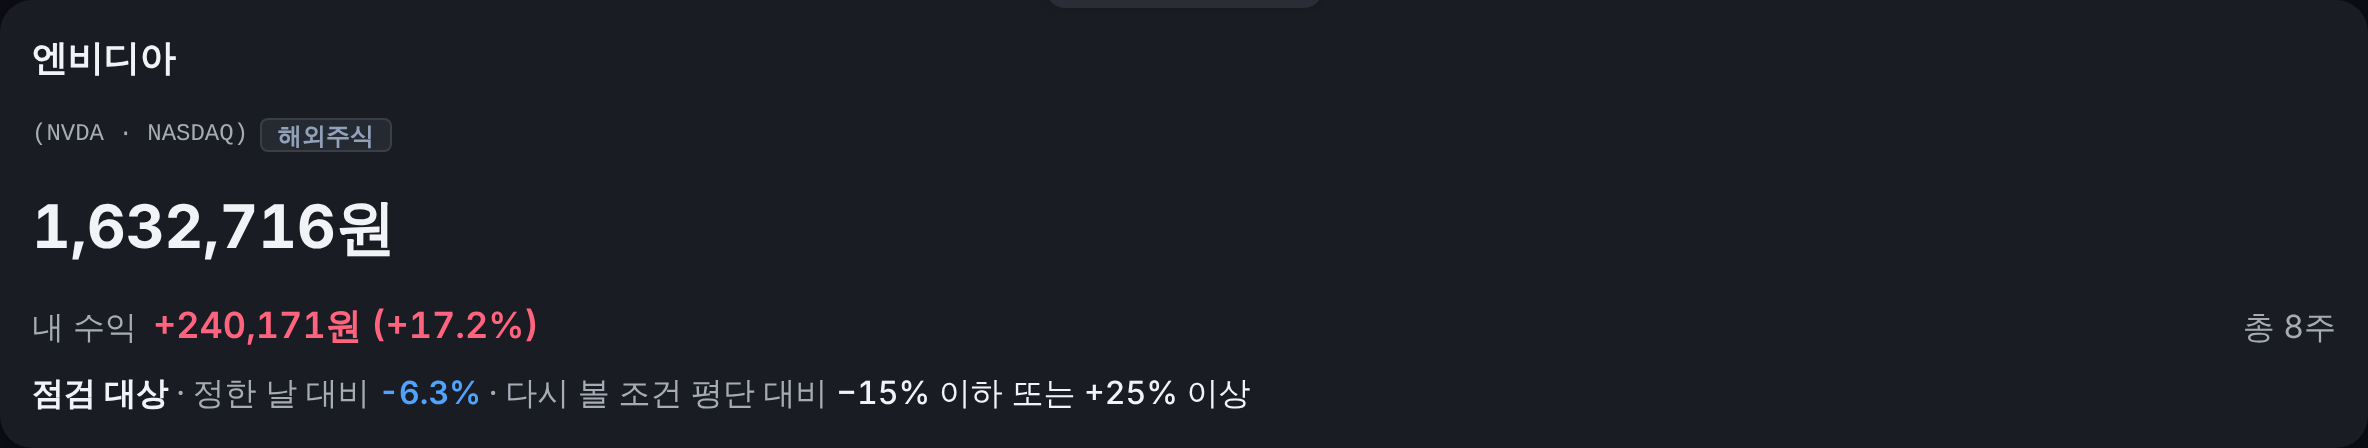 엔비디아
(NVDA · NASDAQ) 해외주식
1,632,716원
내 수익 +240,171원 (+17.2%) 총 8주
점검 대상 · 정한 날 대비 -6.3% · 다시 볼 조건 평단 대비 −15% 이하 또는 +25% 이상